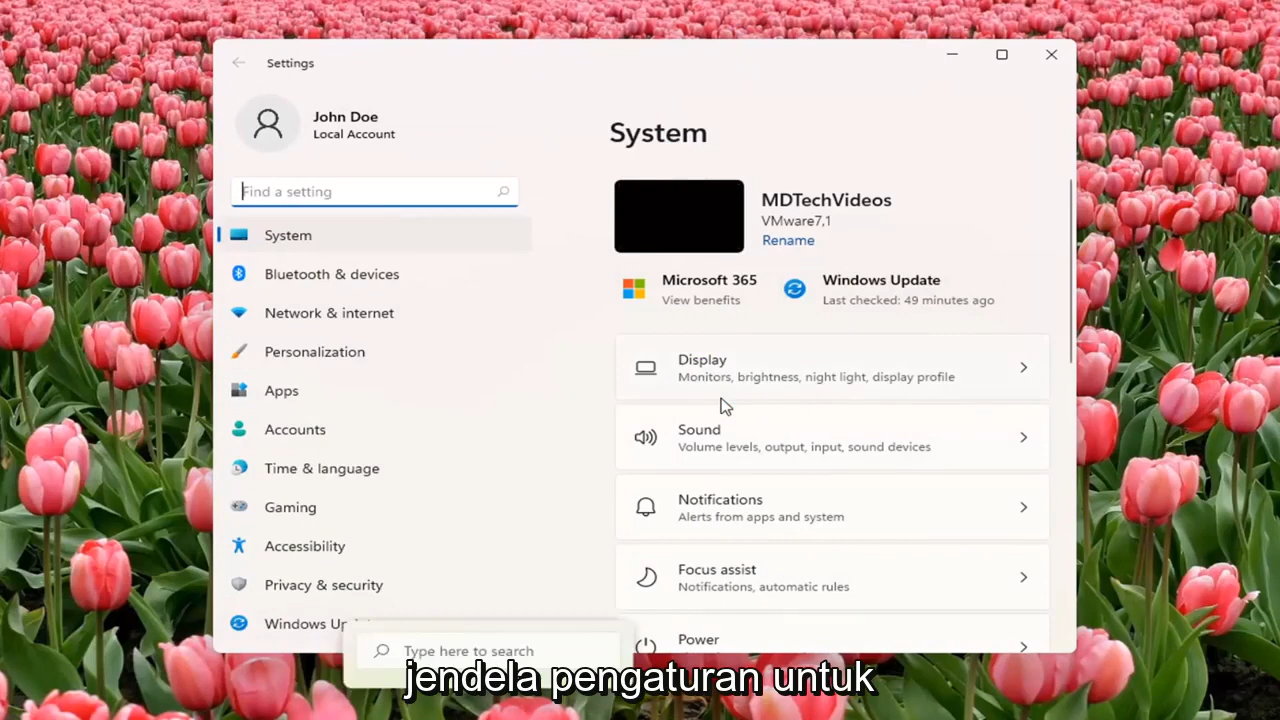 Settings
John Doe
Local Account
Find a setting
System
Bluetooth & devices
Network & internet
Personalization
Apps
Accounts
Time & language
Gaming
Accessibility
Privacy & security
Windows
System
MDTechVideos
VMware7,1
Rename
Microsoft 365
View benefits
Windows Update
Last checked: 49 minutes ago
Display
Monitors, brightness, night light, display profile
Sound
Volume levels, output, input, sound devices
Notifications
Alerts from apps and system
Focus assist
Notifications, automatic rules
Power
Type here to search
jendela pengaturan untuk